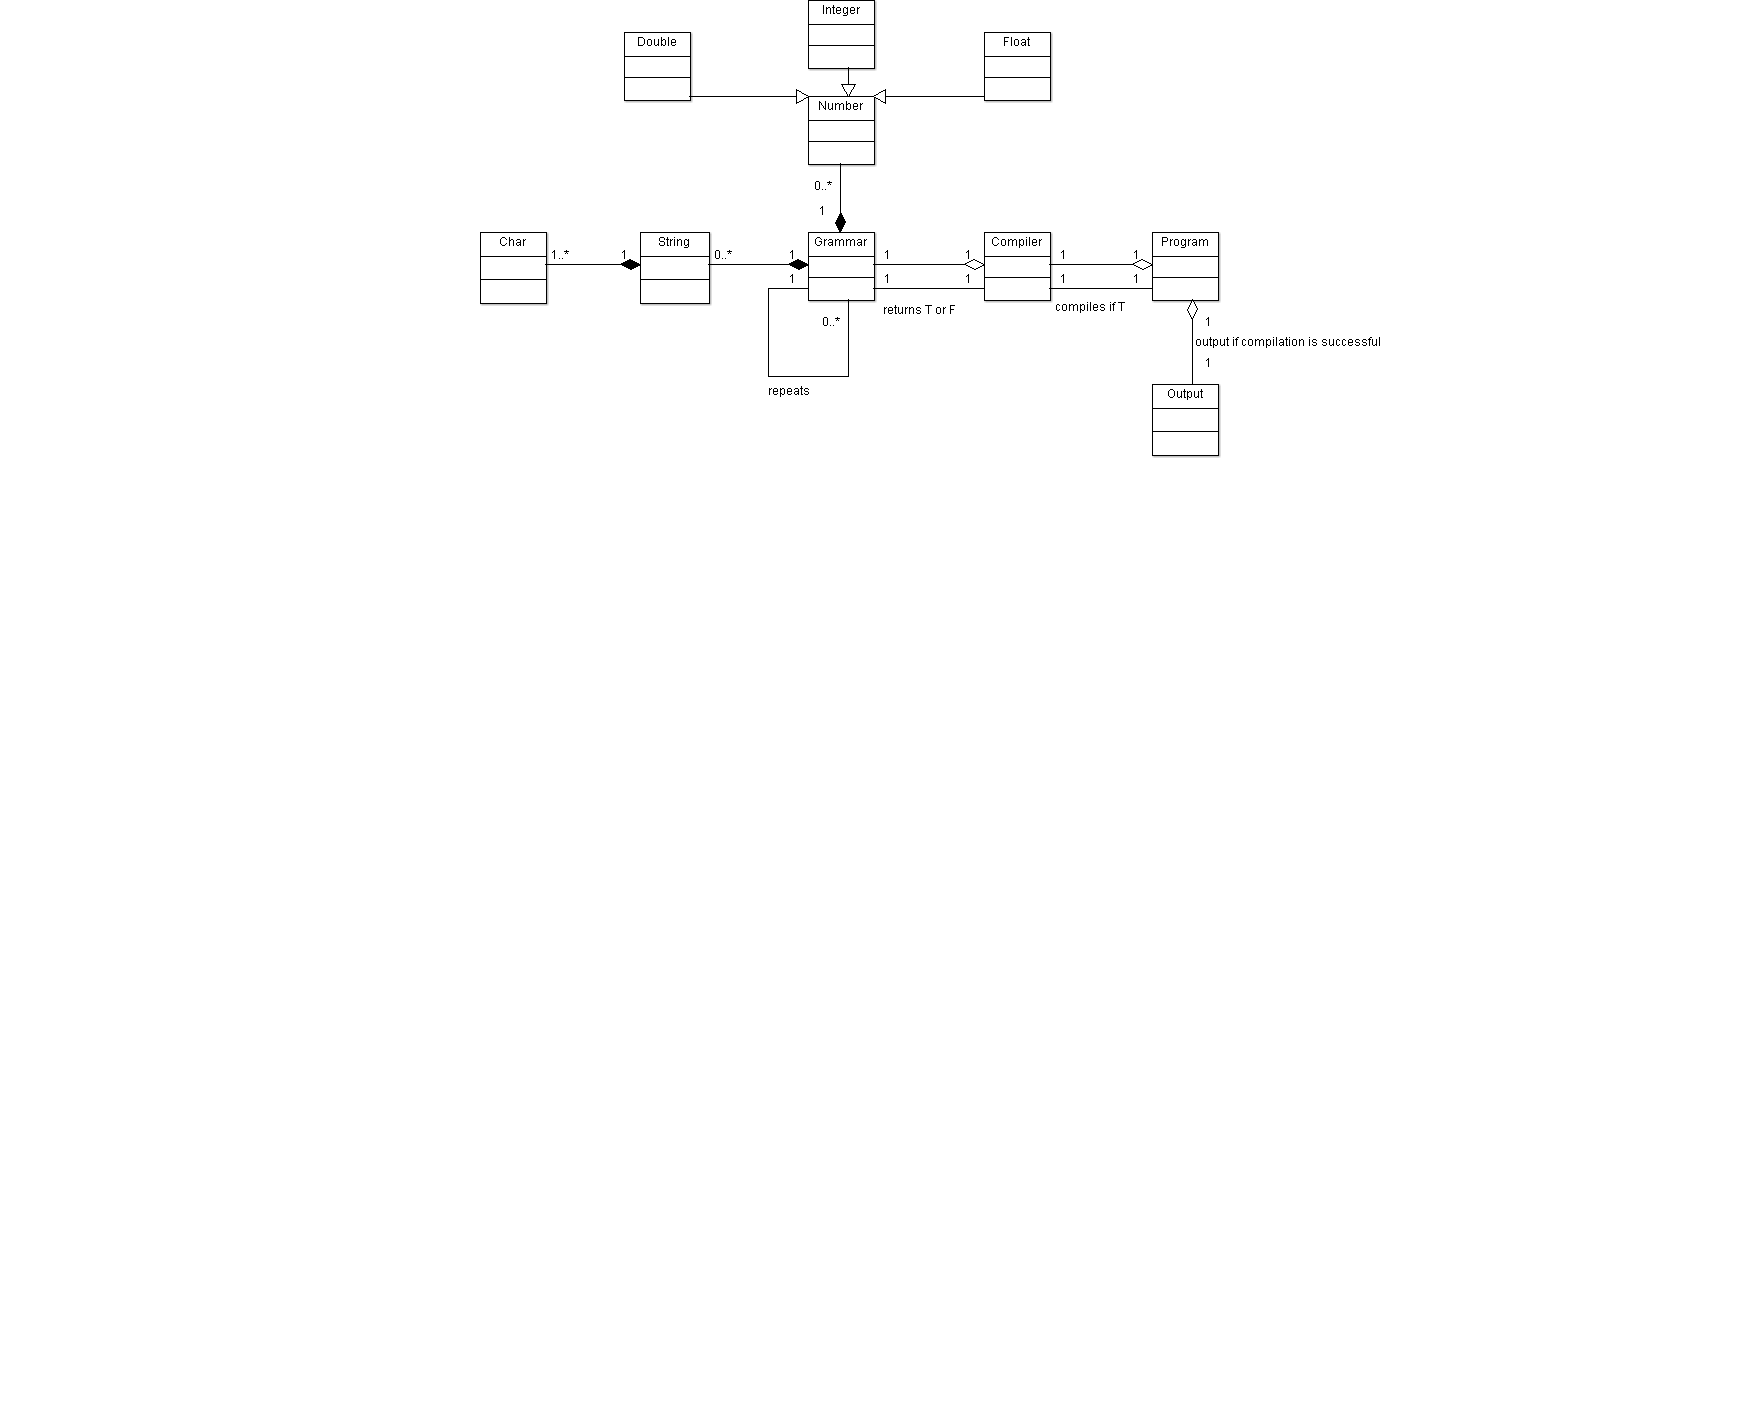 Integer
Double
Float
Number
0..*
1
Char
String
Grammar
Compiler
Program
1..*
1
0..*
1
1
1
1
1
1
1
1
1
1
returns T or F
compiles if T
0..*
1
output if compilation is successful
1
repeats
Output